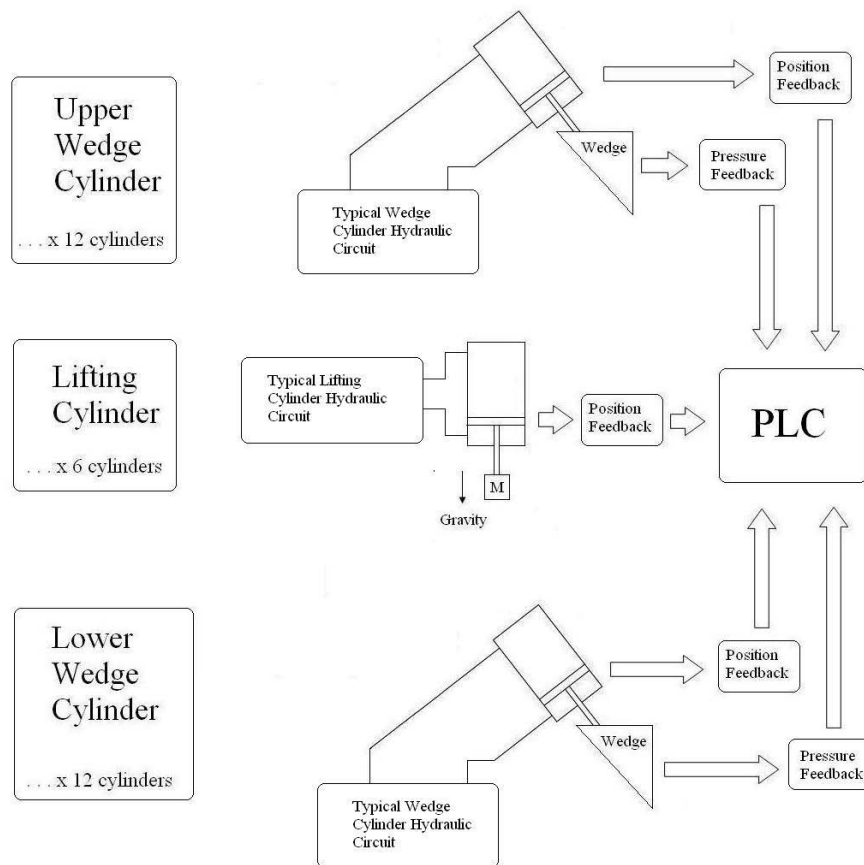 Upper
Wedge
Cylinder
. . . x 12 cylinders
Typical Wedge
Cylinder Hydraulic
Circuit
Wedge
Position
Feedback
Pressure
Feedback
Lifting
Cylinder
. . . x 6 cylinders
Typical Lifting
Cylinder Hydraulic
Circuit
M
Gravity
Position
Feedback
PLC
Lower
Wedge
Cylinder
. . . x 12 cylinders
Typical Wedge
Cylinder Hydraulic
Circuit
Wedge
Position
Feedback
Pressure
Feedback